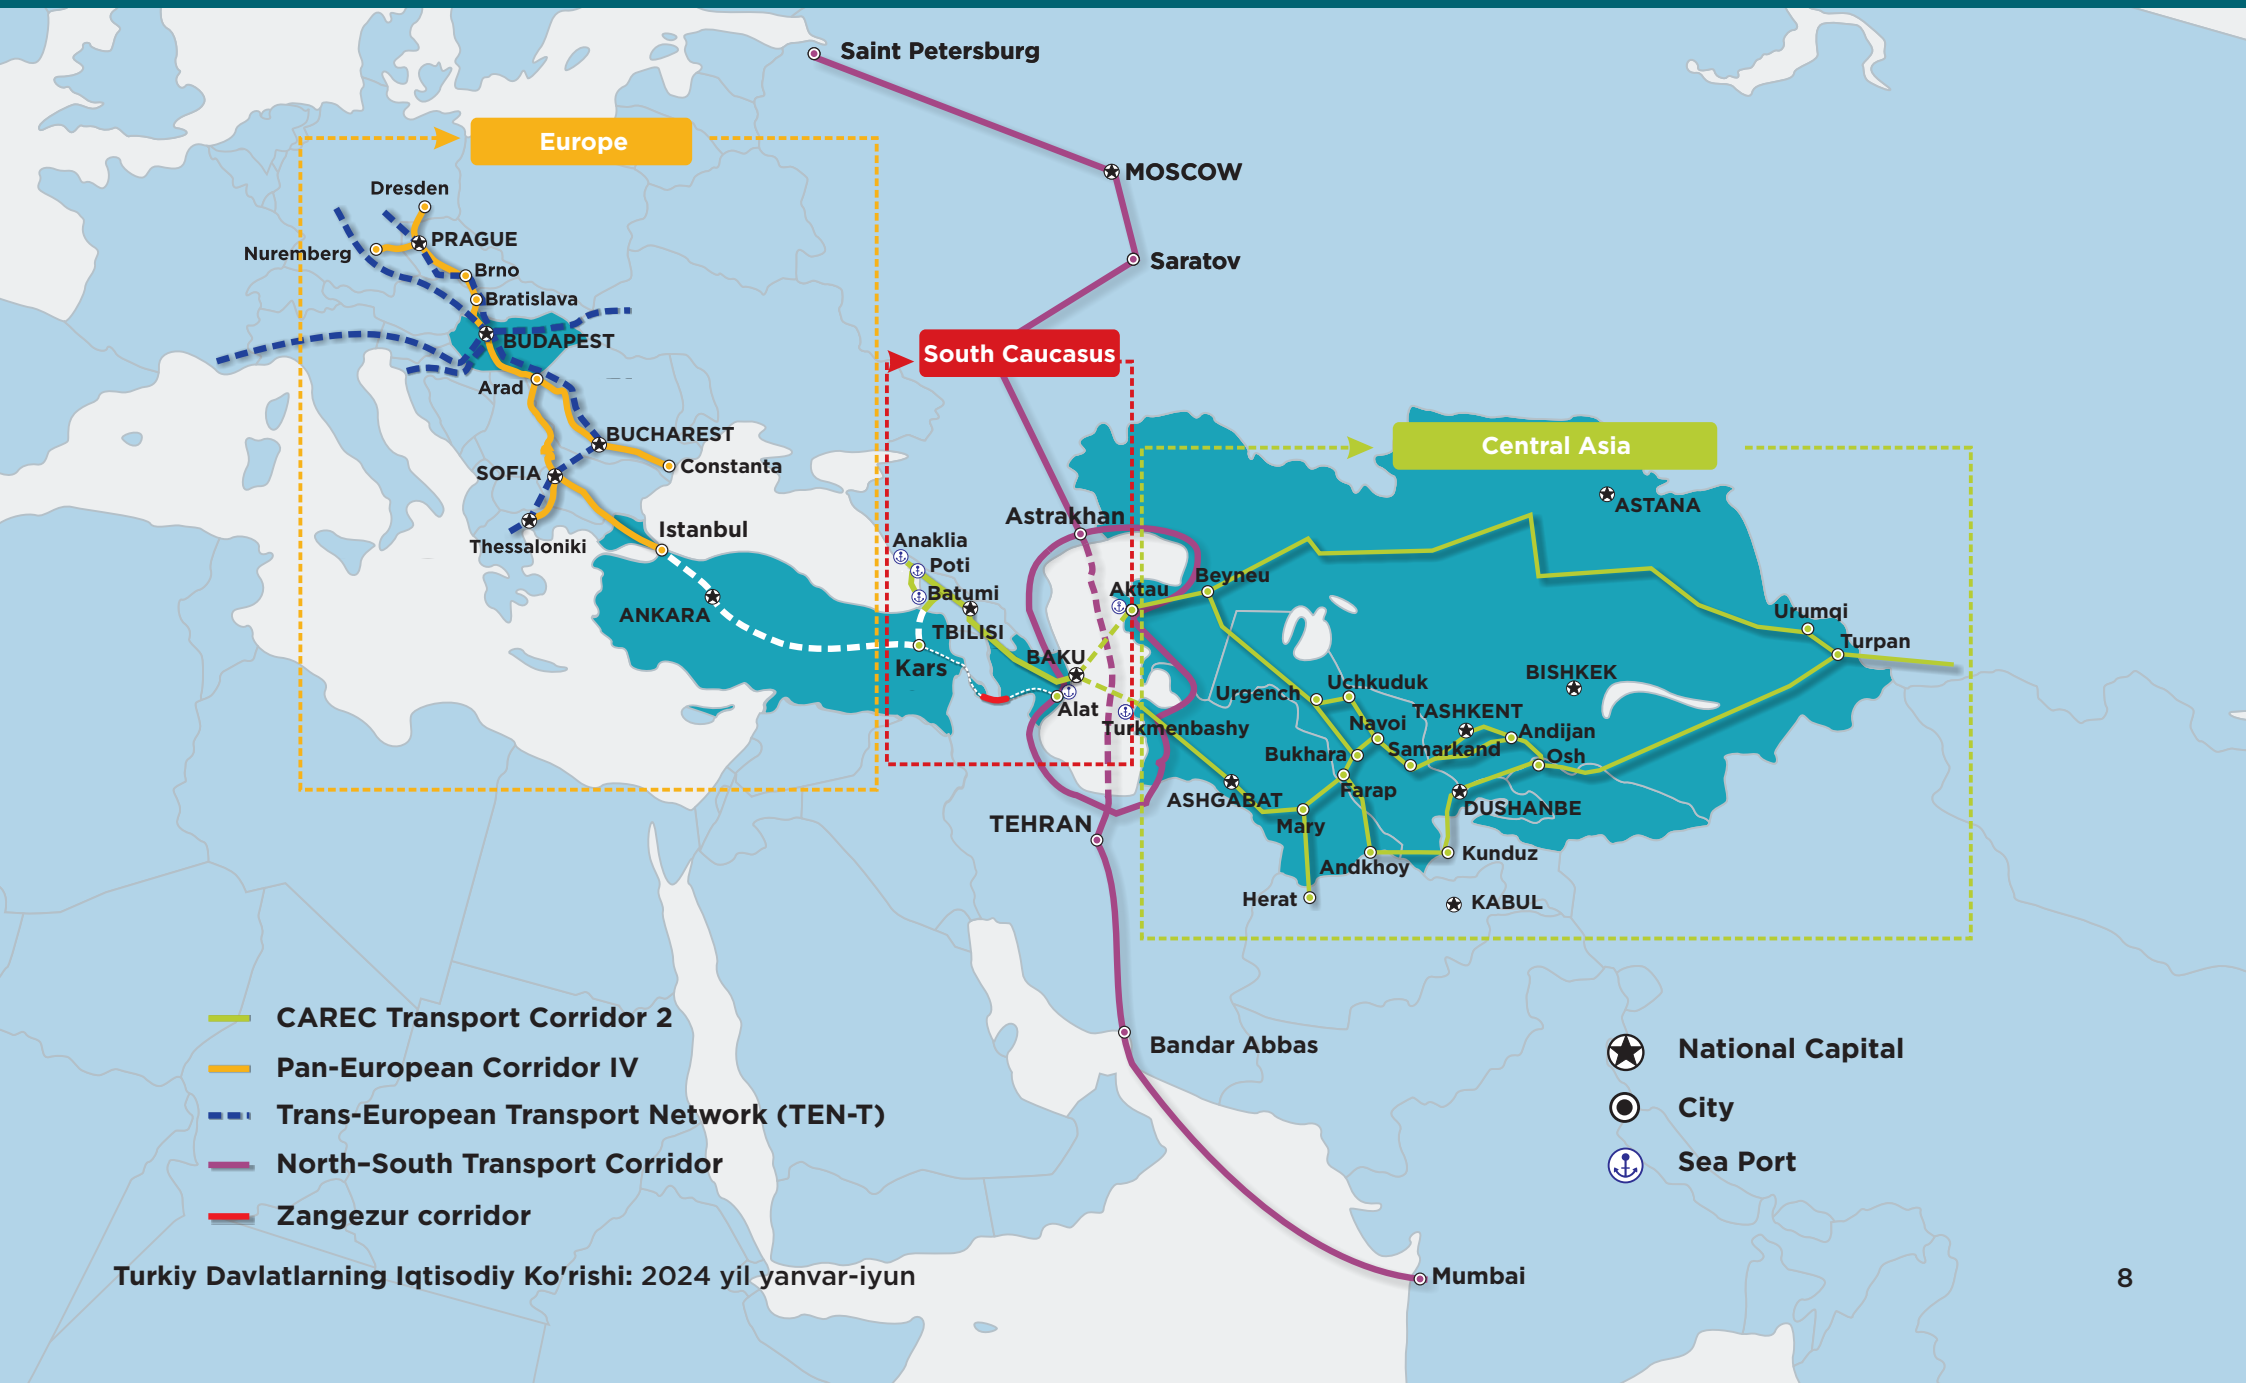 Saint Petersburg
Europe
MOSCOW
Dresden
PRAGUE
Nuremberg
Brno
Saratov
Bratislava
BUDAPEST
South Caucasus
Arad
BUCHAREST
Central Asia
Constanta
SOFIA
ASTANA
Astrakhan
Istanbul
Thessaloniki
Anaklia
Poti
Beyneu
Aktau
Batumi
ANKARA
Urumqi
TBILISI
Turpan
BAKU
Kars
BISHKEK
Uchkuduk
Urgench
Alat
TASHKENT
Navoi
Turkmenbashy
Andijan
Samarkand
Bukhara
Osh
Farap
ASHGABAT
DUSHANBE
TEHRAN
Mary
Kunduz
Andkhoy
Herat
KABUL
CAREC Transport Corridor 2
Pan-European Corridor IV
Trans-European Transport Network (TEN-T)
North–South Transport Corridor
Zangezur corridor
Bandar Abbas
National Capital
City
Sea Port
Mumbai
Turkiy Davlatlarning Iqtisodiy Ko'rishi: 2024 yil yanvar-iyun
8